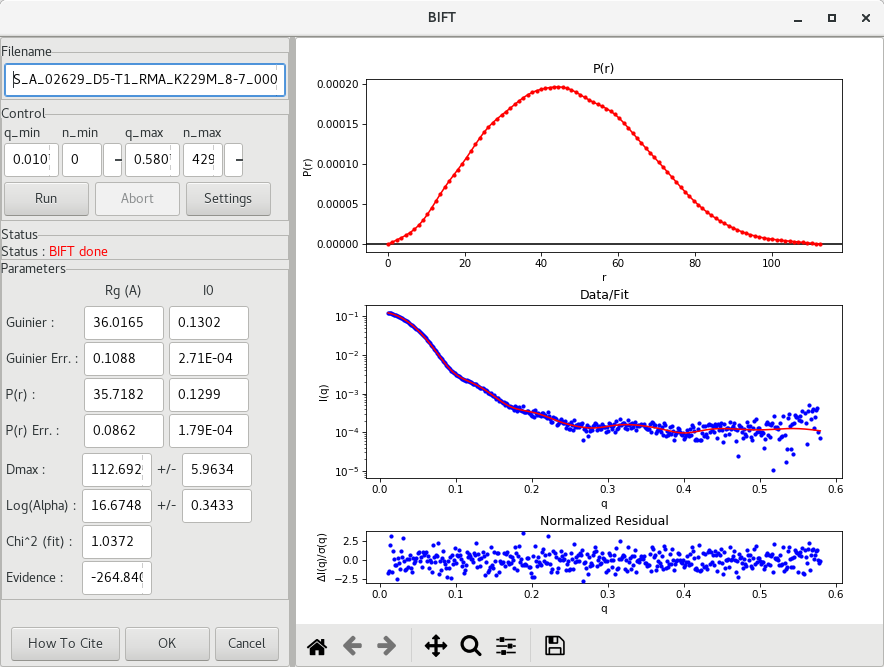 BIFT
Filename
S_A_02629_D5-T1_RMA_K229M_8-7_000
Control
q_min n_min q_max n_max
0.010 0 0.580 429
Run Abort Settings
Status
Status : BIFT done
Parameters
Rg (A) I0
Guinier : 36.0165 0.1302
Guinier Err. : 0.1088 2.71E-04
P(r) : 35.7182 0.1299
P(r) Err. : 0.0862 1.79E-04
Dmax : 112.692 +/- 5.9634
Log(Alpha) : 16.6748 +/- 0.3433
Chi^2 (fit) : 1.0372
Evidence : -264.840
How To Cite OK Cancel
P(r)
P(r)
0.00020
0.00015
0.00010
0.00005
0.00000
0 20 40 60 80 100
r
Data/Fit
I(q)
10⁻¹
10⁻²
10⁻³
10⁻⁴
10⁻⁵
0.0 0.1 0.2 0.3 0.4 0.5 0.6
q
Normalized Residual
ΔI(q)/σ(q)
2.5
0.0
−2.5
0.0 0.1 0.2 0.3 0.4 0.5 0.6
q